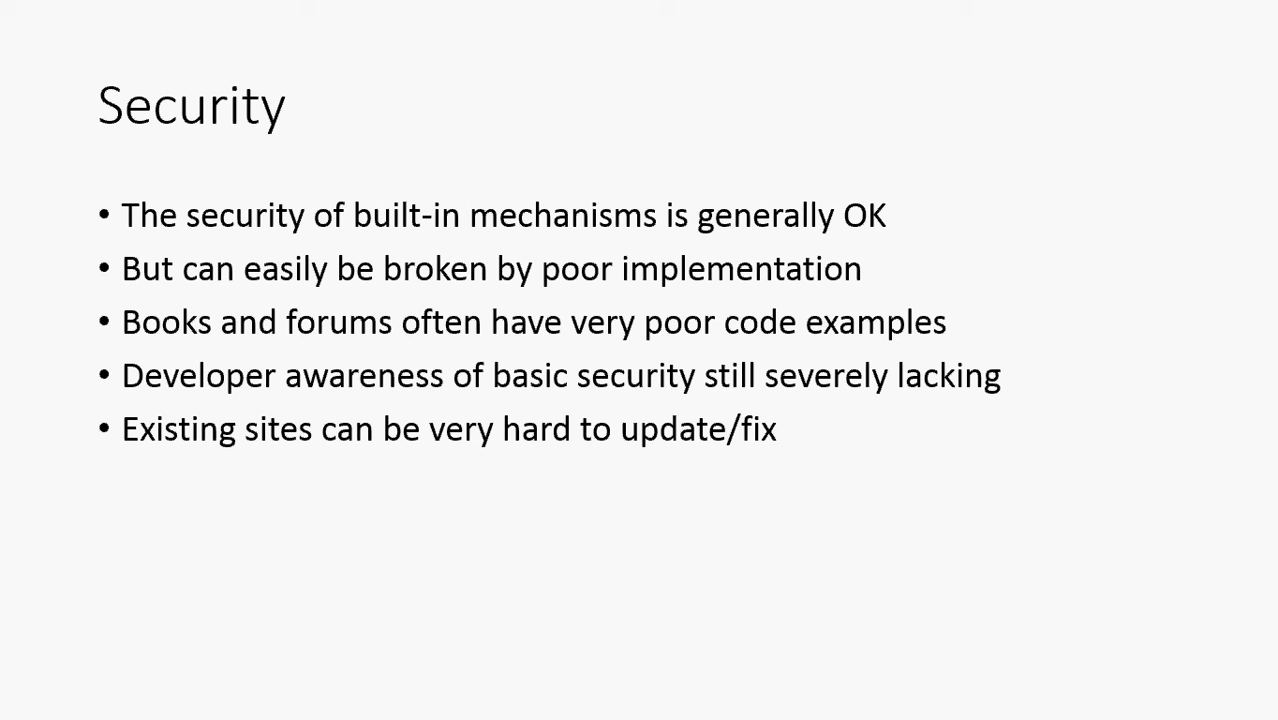 Security
• The security of built-in mechanisms is generally OK
• But can easily be broken by poor implementation
• Books and forums often have very poor code examples
• Developer awareness of basic security still severely lacking
• Existing sites can be very hard to update/fix